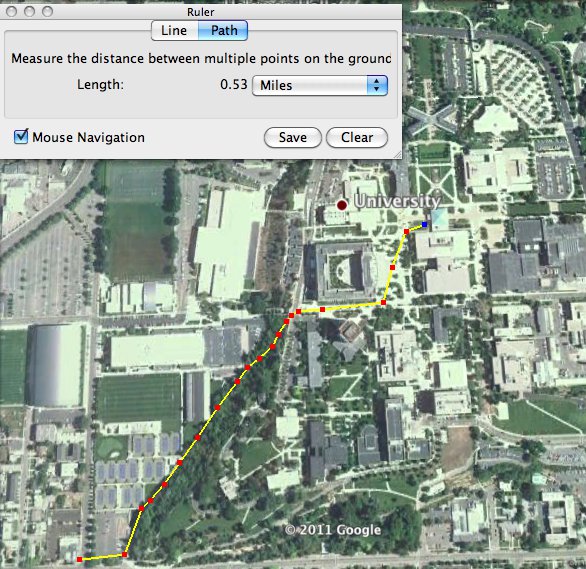 Ruler
Line Path
Measure the distance between multiple points on the ground
Length: 0.53 Miles
Mouse Navigation Save Clear
University
© 2011 Google